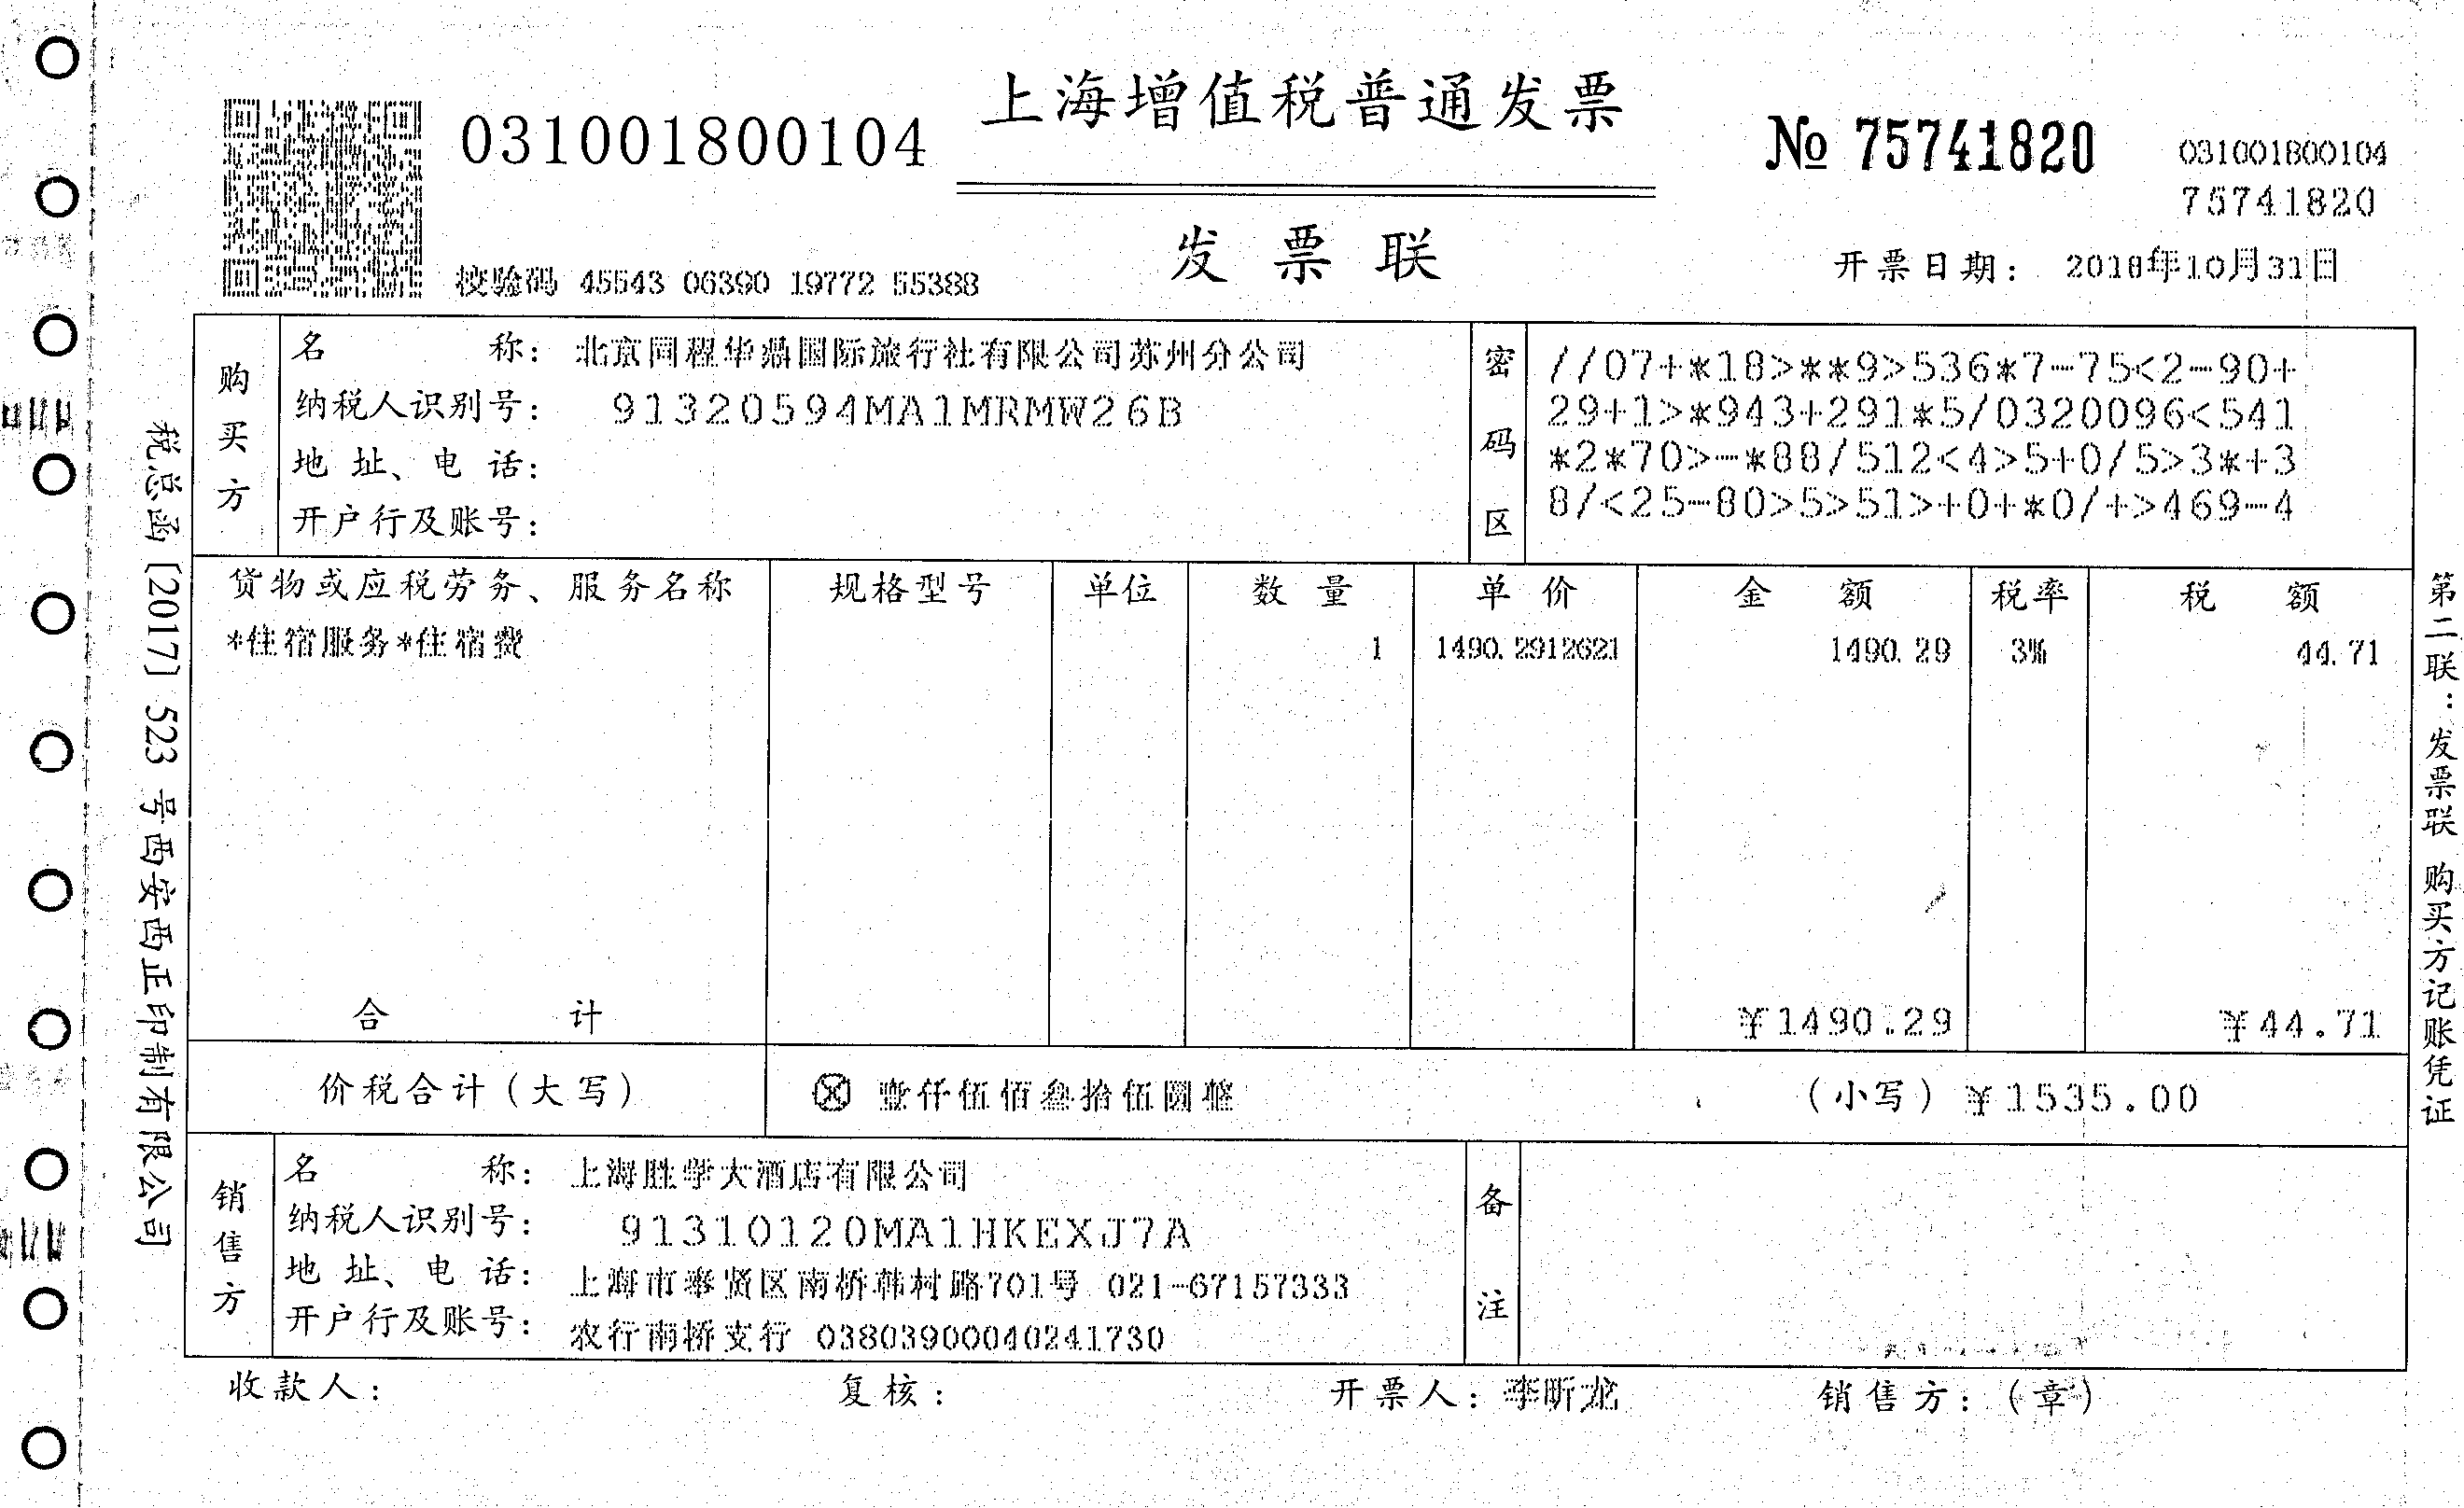 上海增值税普通发票
031001800104
№ 75741820
031001800104
75741820
发票联
校验码 45543 06390 19772 55388
开票日期： 2018年10月31日
购买方
名称： 北京同程华鼎国际旅行社有限公司苏州分公司
纳税人识别号： 91320594MA1MRMW26B
地址、电话：
开户行及账号：
密码区
//07+*18>**9>536*7-75<2-90+
29+1>*943+291*5/0320096<541
*2*70>-*88/512<4>5+0/5>3*+3
8/<25-80>5>51>+0+*0/+>469-4
货物或应税劳务、服务名称 规格型号 单位 数量 单价 金额 税率 税额
*住宿服务*住宿费 1 1490.2912621 1490.29 3% 44.71
合计 ¥1490.29 ¥44.71
价税合计（大写） ⊗ 壹仟伍佰叁拾伍圆整 （小写）¥1535.00
销售方
名称： 上海胜学大酒店有限公司
纳税人识别号： 91310120MA1HKEXJ7A
地址、电话： 上海市奉贤区南桥韩村路701号 021-67157333
开户行及账号： 农行南桥支行 03803900040241730
备注
收款人： 复核： 开票人：李昕龙 销售方：（章）
税总函〔2017〕523号西安西正印制有限公司
第二联：发票联 购买方记账凭证